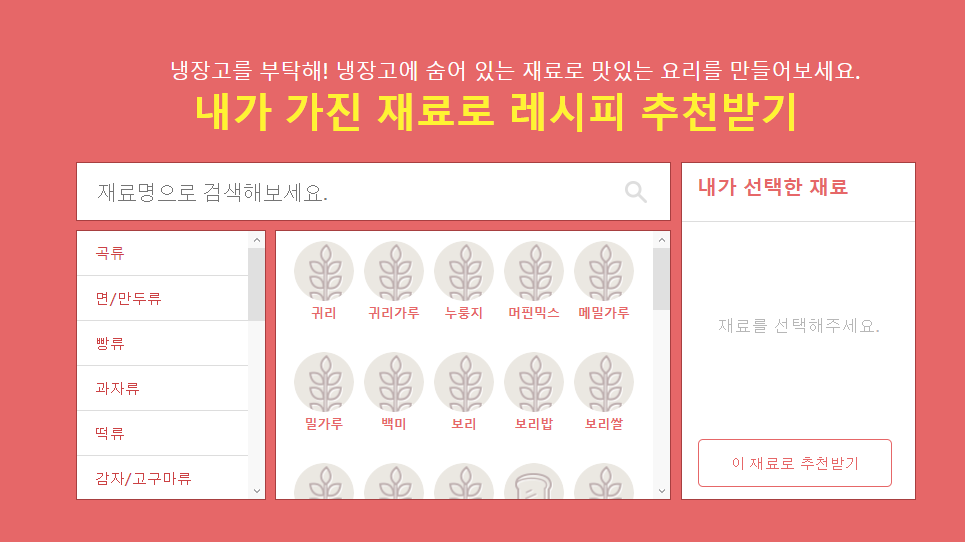 냉장고를 부탁해! 냉장고에 숨어 있는 재료로 맛있는 요리를 만들어보세요.
내가 가진 재료로 레시피 추천받기
재료명으로 검색해보세요.
내가 선택한 재료
곡류
면/만두류
빵류
과자류
떡류
감자/고구마류
귀리 귀리가루 누룽지 머핀믹스 메밀가루
밀가루 백미 보리 보리밥 보리쌀
재료를 선택해주세요.
이 재료로 추천받기